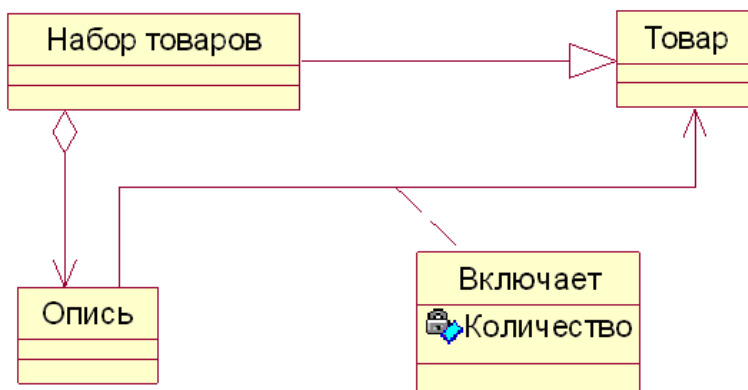 Набор товаров
Товар
Опись
Включает
Количество